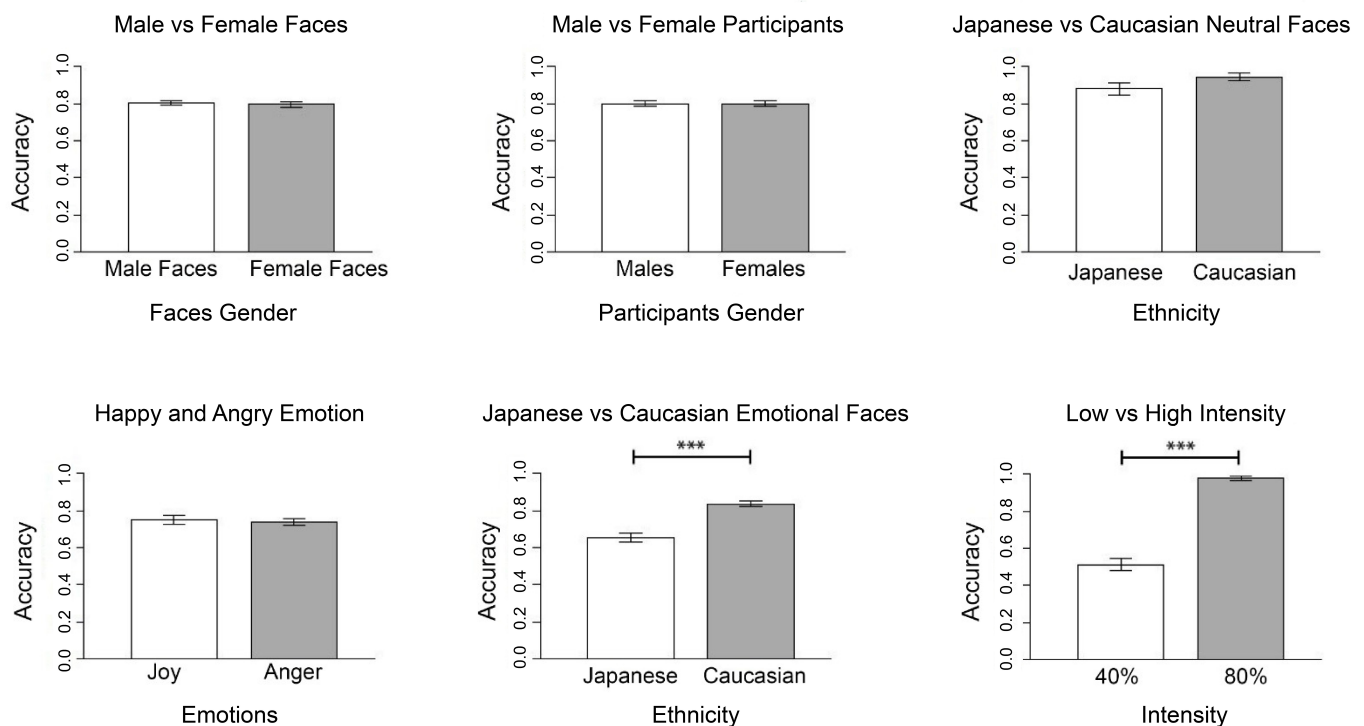 Male vs Female Faces
Accuracy
0.0 0.2 0.4 0.6 0.8 1.0
Male Faces Female Faces
Faces Gender
Male vs Female Participants
Accuracy
0.0 0.2 0.4 0.6 0.8 1.0
Males Females
Participants Gender
Japanese vs Caucasian Neutral Faces
Accuracy
0.0 0.2 0.4 0.6 0.8 1.0
Japanese Caucasian
Ethnicity
Happy and Angry Emotion
Accuracy
0.0 0.2 0.4 0.6 0.8 1.0
Joy Anger
Emotions
Japanese vs Caucasian Emotional Faces
***
Accuracy
0.0 0.2 0.4 0.6 0.8 1.0
Japanese Caucasian
Ethnicity
Low vs High Intensity
***
Accuracy
0.0 0.2 0.4 0.6 0.8 1.0
40% 80%
Intensity